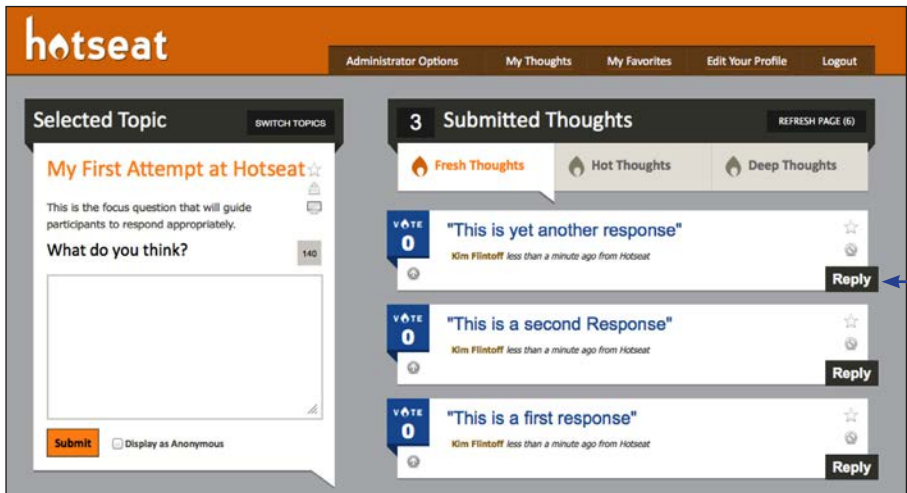 hotseat
Administrator Options My Thoughts My Favorites Edit Your Profile Logout
Selected Topic SWITCH TOPICS
My First Attempt at Hotseat
This is the focus question that will guide
participants to respond appropriately.
What do you think? 140
Submit Display as Anonymous
3 Submitted Thoughts REFRESH PAGE (6)
Fresh Thoughts Hot Thoughts Deep Thoughts
VOTE
0
"This is yet another response"
Kim Flintoff less than a minute ago from Hotseat
Reply
VOTE
0
"This is a second Response"
Kim Flintoff less than a minute ago from Hotseat
Reply
VOTE
0
"This is a first response"
Kim Flintoff less than a minute ago from Hotseat
Reply